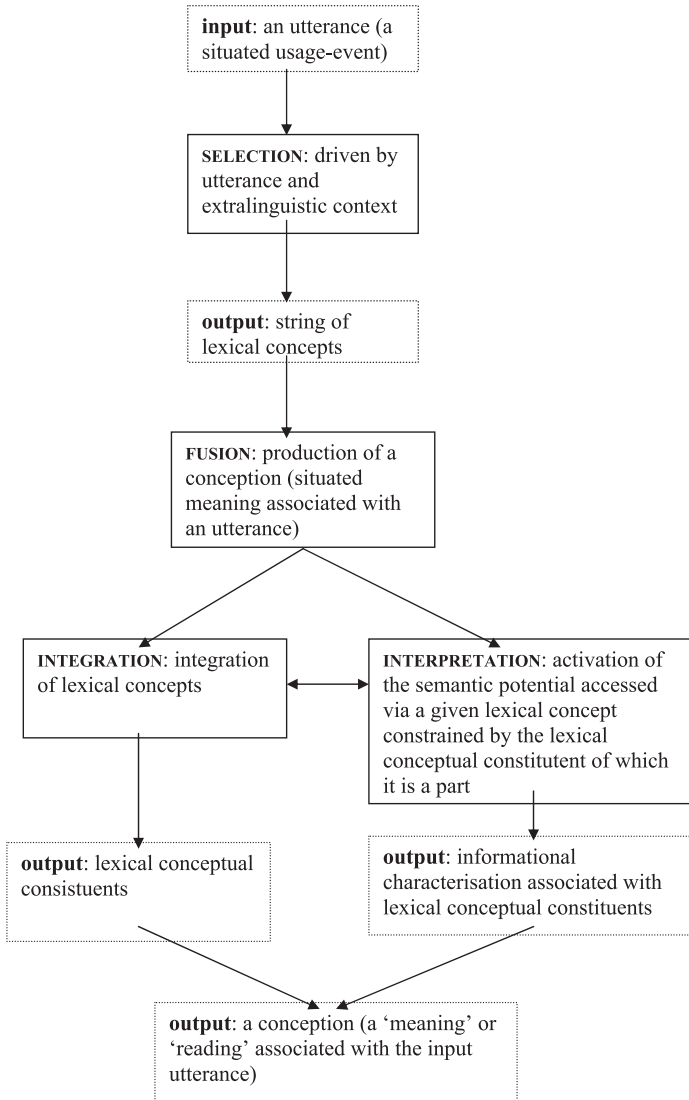 input: an utterance (a
situated usage-event)
SELECTION: driven by
utterance and
extralinguistic context
output: string of
lexical concepts
FUSION: production of a
conception (situated
meaning associated with
an utterance)
INTEGRATION: integration
of lexical concepts
INTERPRETATION: activation of
the semantic potential accessed
via a given lexical concept
constrained by the lexical
conceptual constitutent of which
it is a part
output: lexical conceptual
consistuents
output: informational
characterisation associated with
lexical conceptual constituents
output: a conception (a ‘meaning’ or
‘reading’ associated with the input
utterance)